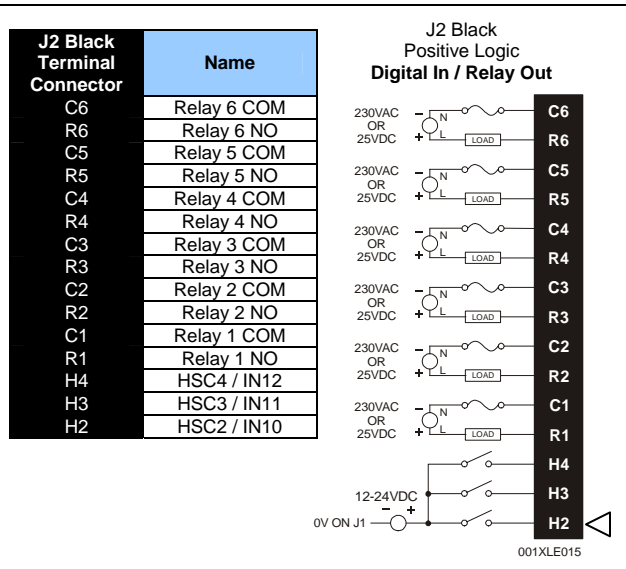 J2 Black
Terminal
Connector
Name
C6 Relay 6 COM
R6 Relay 6 NO
C5 Relay 5 COM
R5 Relay 5 NO
C4 Relay 4 COM
R4 Relay 4 NO
C3 Relay 3 COM
R3 Relay 3 NO
C2 Relay 2 COM
R2 Relay 2 NO
C1 Relay 1 COM
R1 Relay 1 NO
H4 HSC4 / IN12
H3 HSC3 / IN11
H2 HSC2 / IN10
J2 Black
Positive Logic
Digital In / Relay Out
230VAC - N C6
OR
25VDC + L LOAD R6
230VAC - N C5
OR
25VDC + L LOAD R5
230VAC - N C4
OR
25VDC + L LOAD R4
230VAC - N C3
OR
25VDC + L LOAD R3
230VAC - N C2
OR
25VDC + L LOAD R2
230VAC - N C1
OR
25VDC + L LOAD R1
H4
12-24VDC H3
- +
0V ON J1 H2
001XLE015